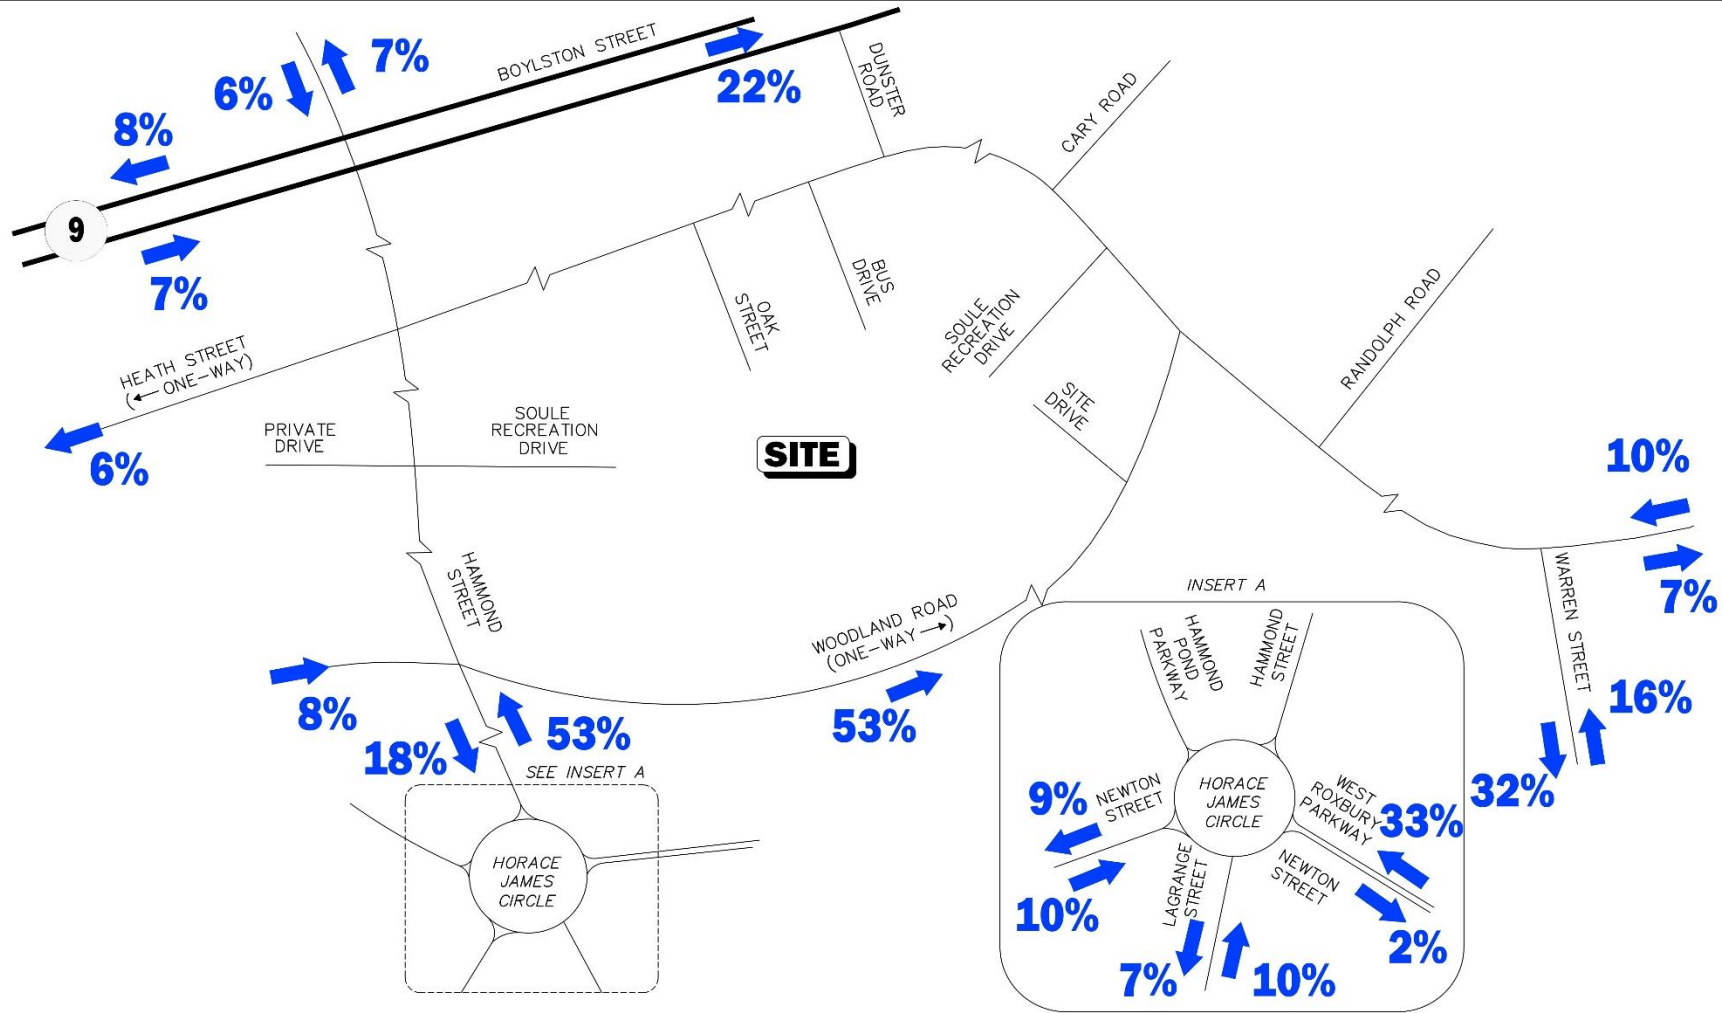 BOYLSTON STREET
7%
6%
22%
8%
DUNSTER
ROAD
CARY ROAD
9
7%
HEATH STREET
(← ONE-WAY)
6%
OAK
STREET
BUS
DRIVE
SOULE
RECREATION
DRIVE
RANDOLPH ROAD
PRIVATE
DRIVE
SOULE
RECREATION
DRIVE
SITE
SITE
DRIVE
10%
7%
HAMMOND
STREET
WOODLAND ROAD
(ONE-WAY →)
WARREN STREET
16%
32%
8%
18%
53%
53%
SEE INSERT A
HORACE
JAMES
CIRCLE
INSERT A
HAMMOND
POND
PARKWAY
HAMMOND
STREET
9%
NEWTON
STREET
HORACE
JAMES
CIRCLE
WEST
ROXBURY
PARKWAY
33%
10%
LAGRANGE
STREET
NEWTON
STREET
2%
7%
10%